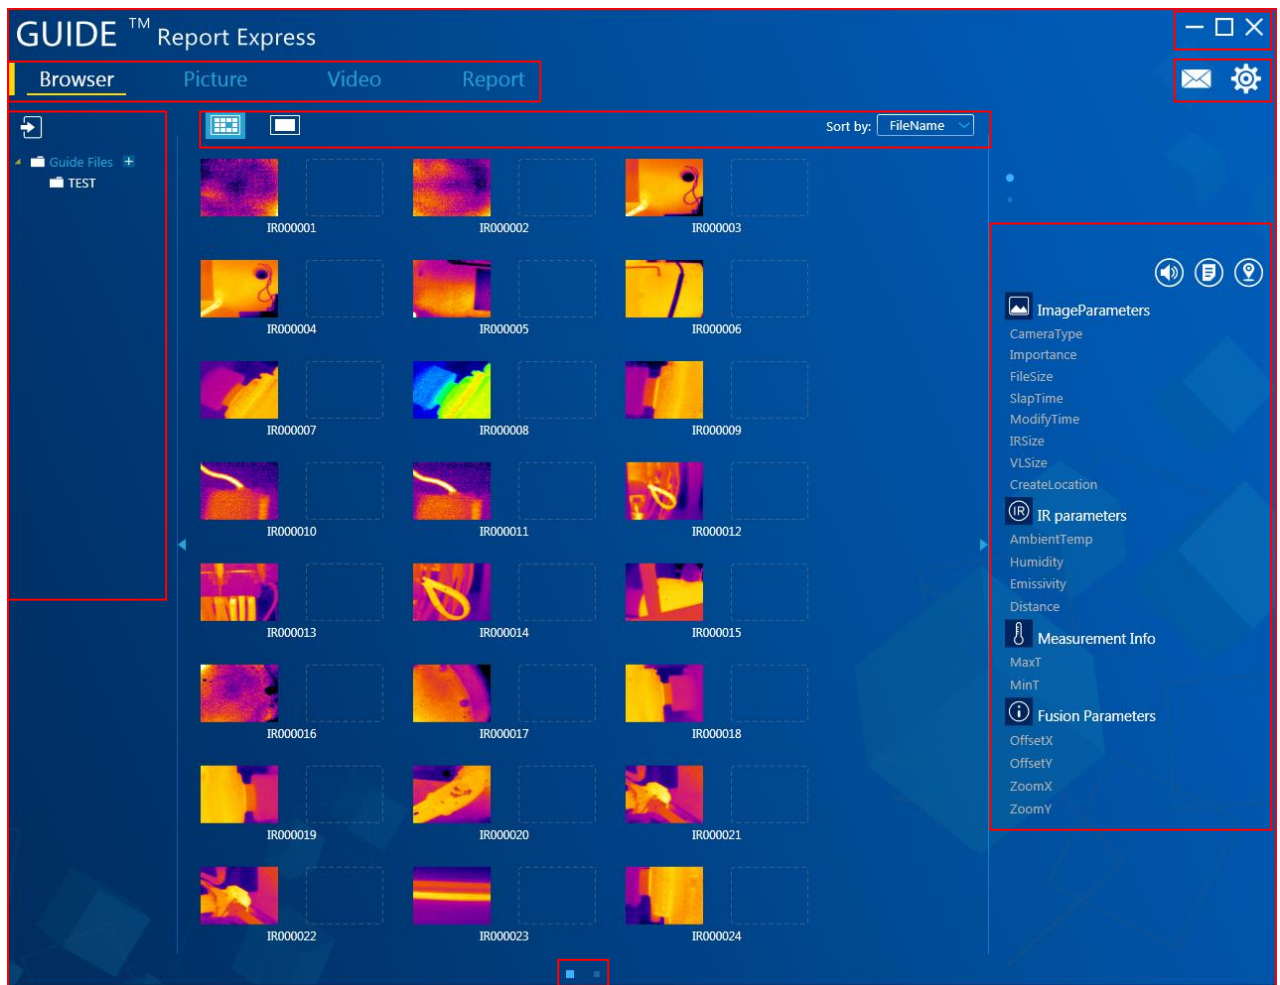 GUIDE ™ Report Express
Browser Picture Video Report
Sort by: FileName
Guide Files +
TEST
IR000001 IR000002 IR000003
IR000004 IR000005 IR000006
IR000007 IR000008 IR000009
IR000010 IR000011 IR000012
IR000013 IR000014 IR000015
IR000016 IR000017 IR000018
IR000019 IR000020 IR000021
IR000022 IR000023 IR000024
ImageParameters
CameraType
Importance
FileSize
SlapTime
ModifyTime
IRSize
VLSize
CreateLocation
IR IR parameters
AmbientTemp
Humidity
Emissivity
Distance
Measurement Info
MaxT
MinT
Fusion Parameters
OffsetX
OffsetY
ZoomX
ZoomY